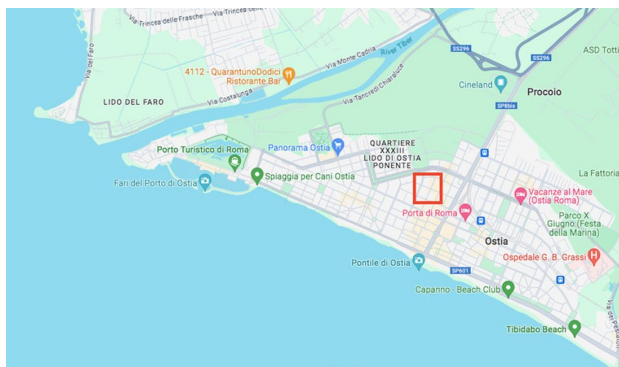 Via Trincea delle Frasche
Via Trincea delle
SS296
Via Monte Cadria
River Tiber
ASD Totti
Via del Faro
4112 - QuarantunoDodici
Ristorante Bar
SS296
Cineland
Procoio
LIDO DEL FARO
Via Costalunga
Via Tancredi Chiaraluce
SP8bis
QUARTIERE
XXXIII
LIDO DI OSTIA
PONENTE
Panorama Ostia
Porto Turistico di Roma
La Fattoria
Spiaggia per Cani Ostia
Fari del Porto di Ostia
Vacanze al Mare
(Ostia Roma)
Porta di Roma
Parco X
Giugno (Festa
della Marina)
Ostia
Ospedale G. B. Grassi
Pontile di Ostia
SP601
Capanno - Beach Club
Tibidabo Beach